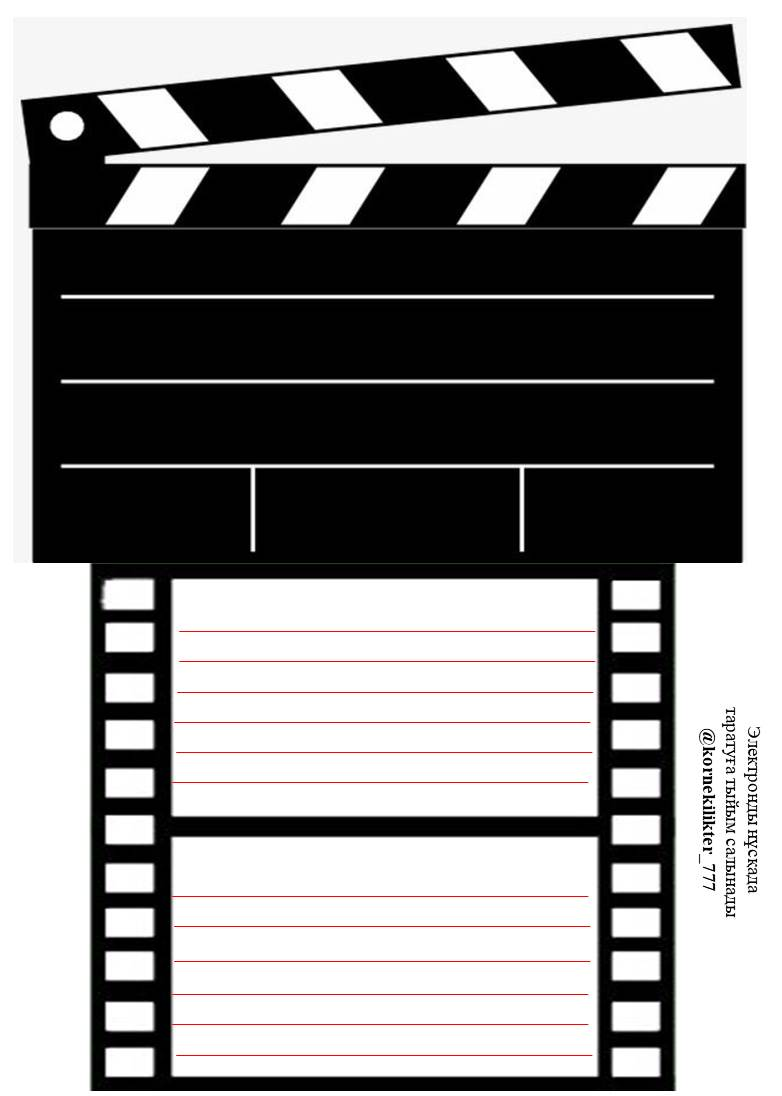 Электронды нұсқада
таратуға тыйым салынады
@kornekilikter_777